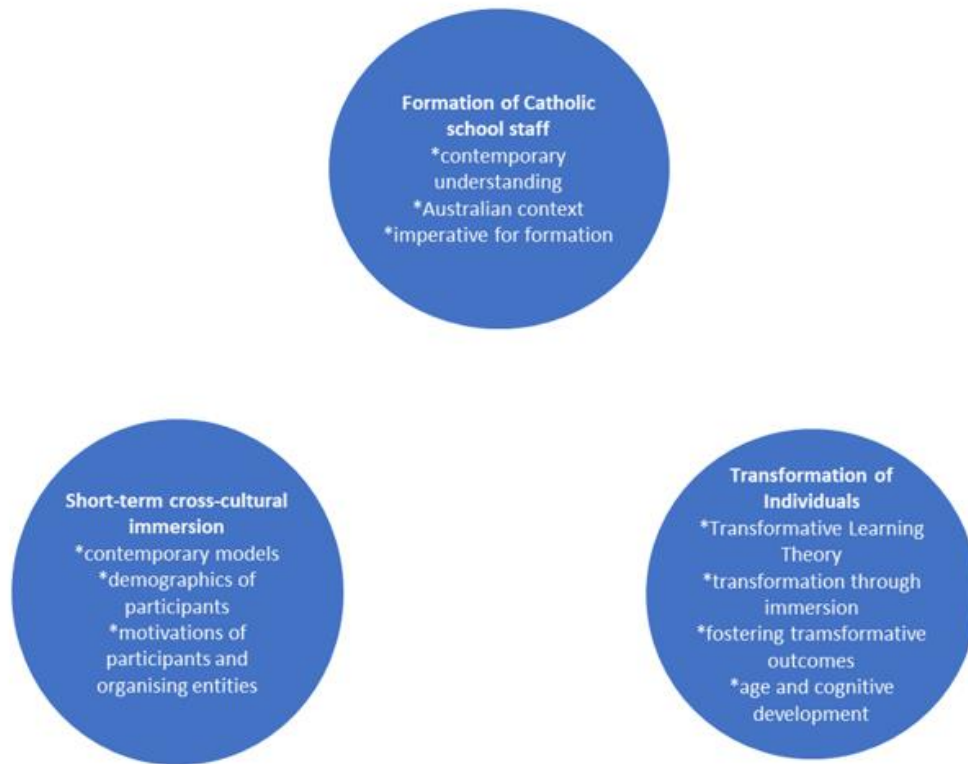 Formation of Catholic
school staff
*contemporary
understanding
*Australian context
*imperative for formation
Short-term cross-cultural
immersion
*contemporary models
*demographics of
participants
*motivations of
participants and
organising entities
Transformation of
Individuals
*Transformative Learning
Theory
*transformation through
immersion
*fostering tramsformative
outcomes
*age and cognitive
development